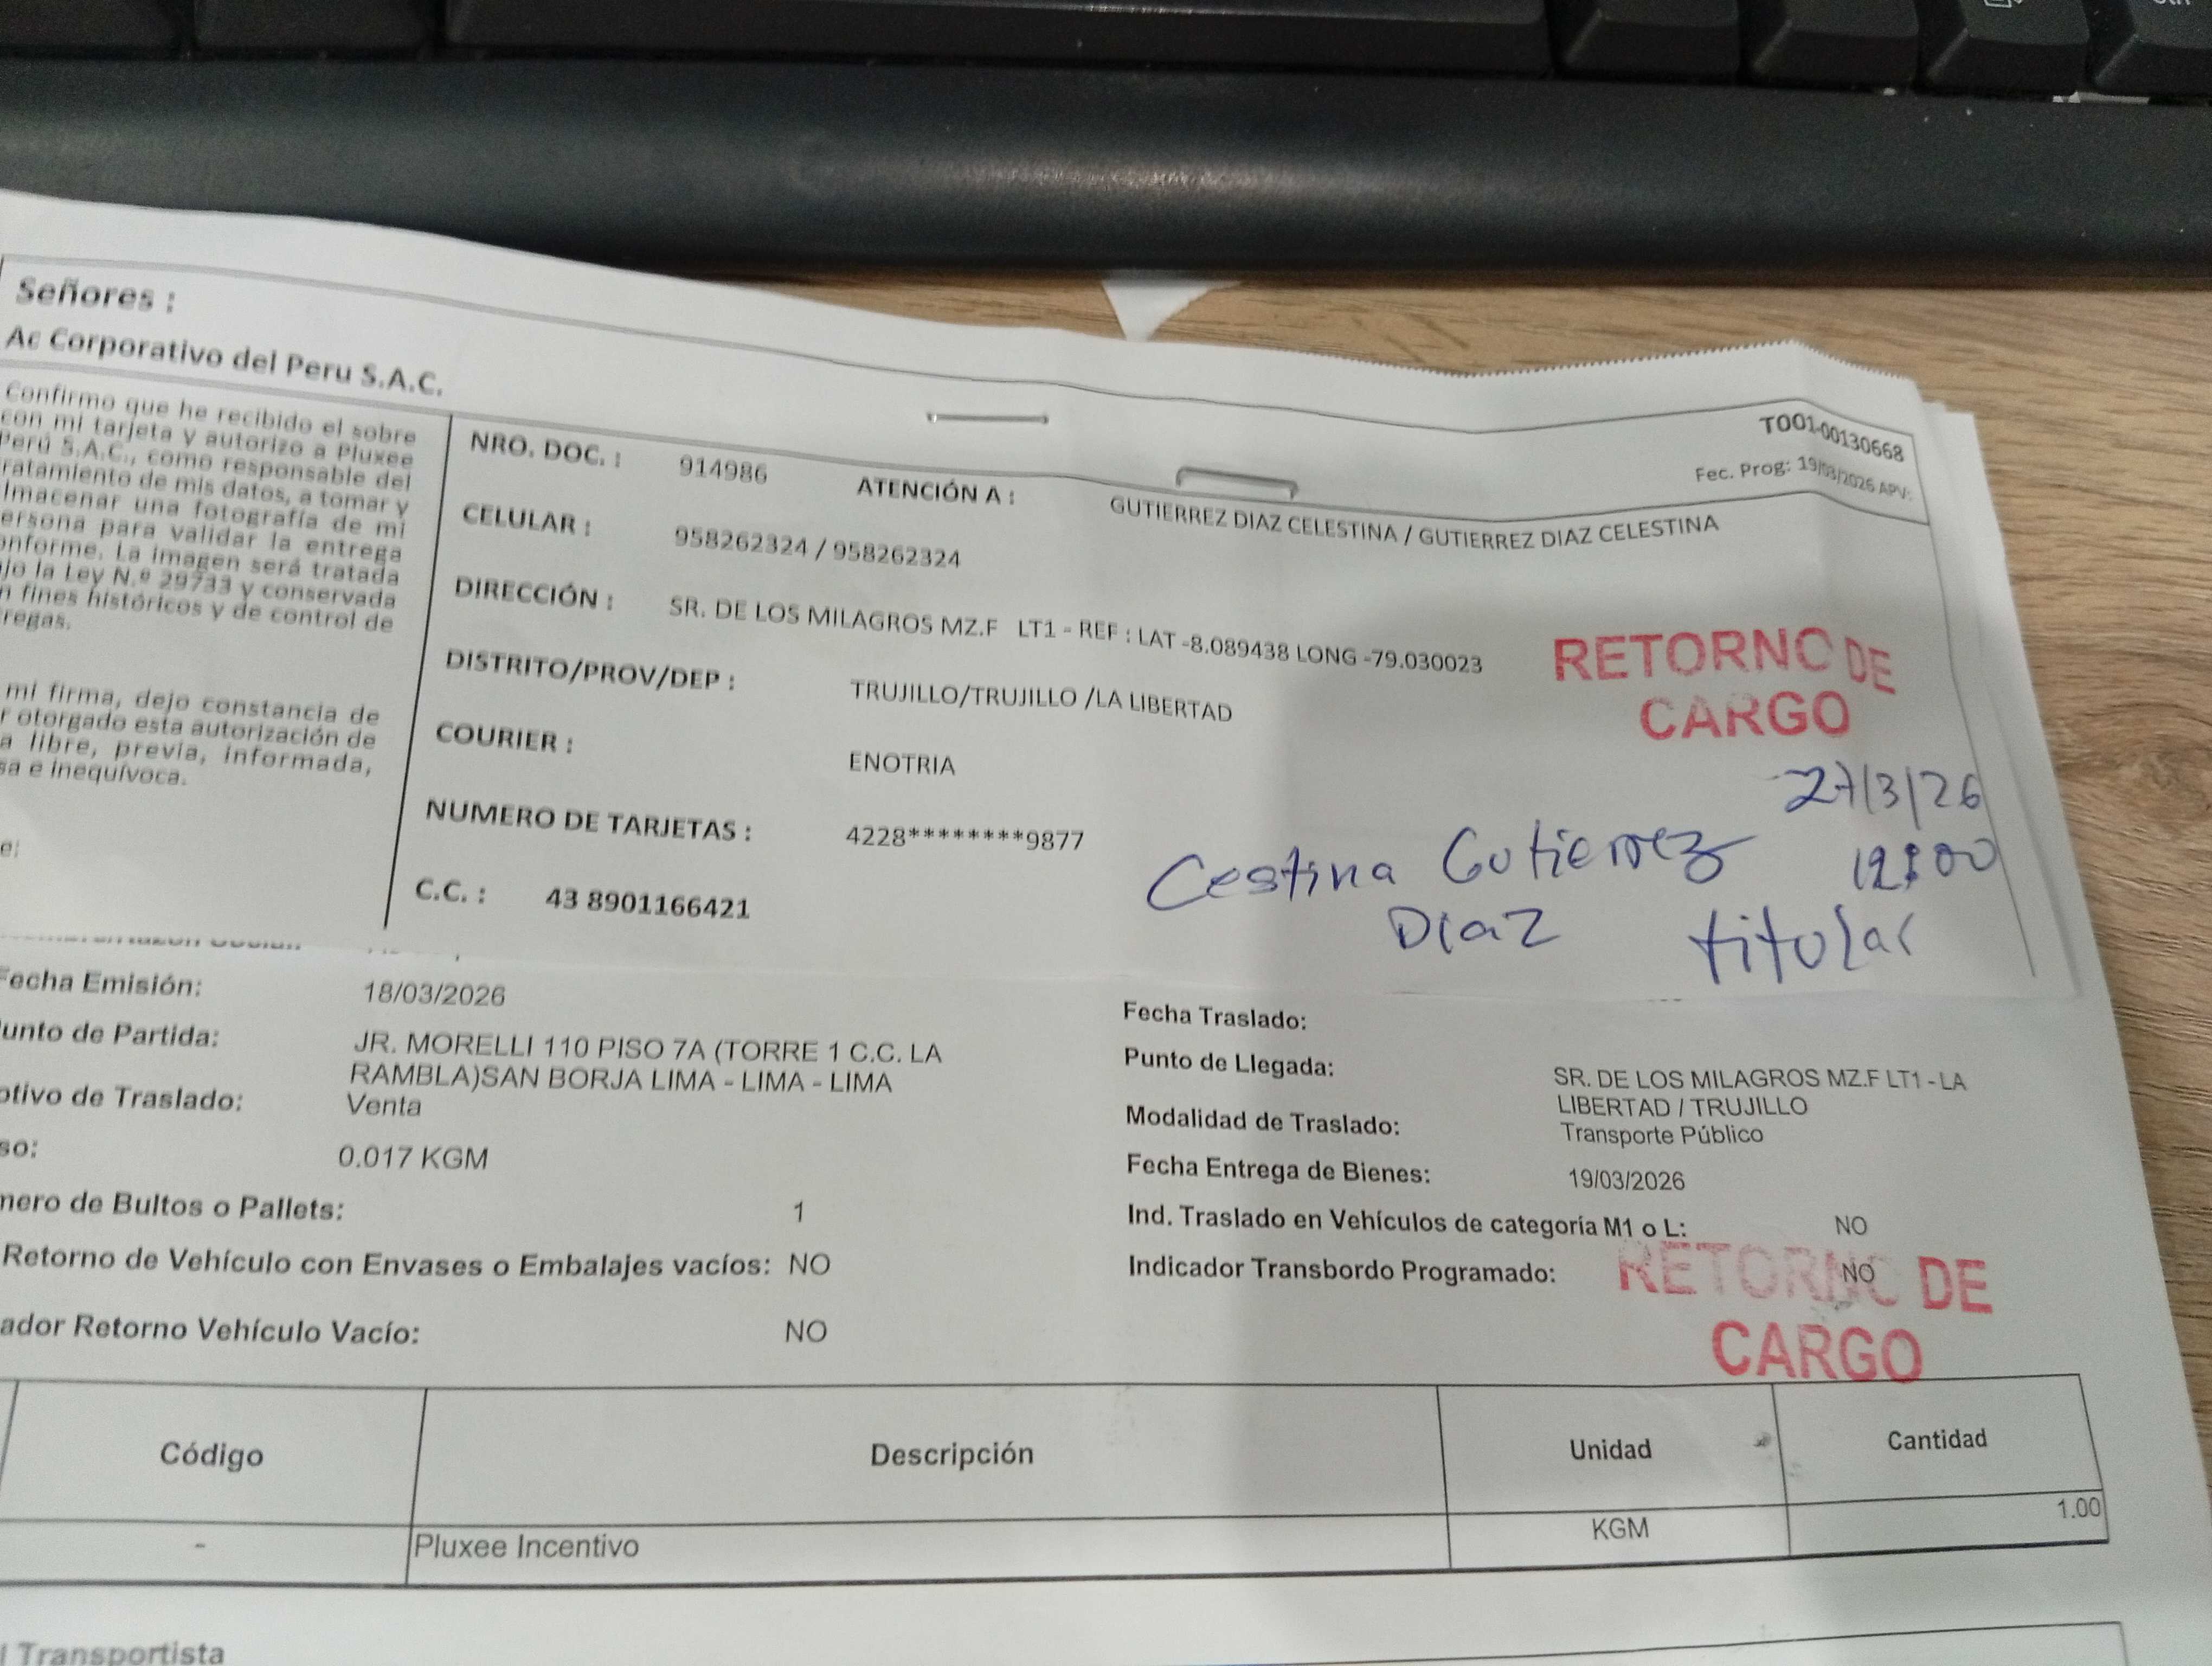 Señores :
Ac Corporativo del Peru S.A.C.
T001-00130668
Fec. Prog: 19/03/2026 APV:
Confirmo que he recibido el sobre
con mi tarjeta y autorizo a Pluxee
Perú S.A.C., como responsable del
ratamiento de mis datos, a tomar y
lmacenar una fotografía de mi
ersona para validar la entrega
onforme. La imagen será tratada
jo la Ley N.º 29733 y conservada
n fines históricos y de control de
regas.
mi firma, dejo constancia de
r otorgado esta autorización de
a libre, previa, informada,
sa e inequívoca.
e:
NRO. DOC. : 914986 ATENCIÓN A : GUTIERREZ DIAZ CELESTINA / GUTIERREZ DIAZ CELESTINA
CELULAR : 958262324 / 958262324
DIRECCIÓN : SR. DE LOS MILAGROS MZ.F LT1 - REF : LAT -8.089438 LONG -79.030023
DISTRITO/PROV/DEP : TRUJILLO/TRUJILLO /LA LIBERTAD
COURIER : ENOTRIA
NUMERO DE TARJETAS : 4228********9877
C.C. : 43 8901166421
RETORNO DE
CARGO
27/3/26
Cestina Gutierrez 12:00
Diaz titular
Fecha Emisión: 18/03/2026
unto de Partida: JR. MORELLI 110 PISO 7A (TORRE 1 C.C. LA
RAMBLA)SAN BORJA LIMA - LIMA - LIMA
otivo de Traslado: Venta
so: 0.017 KGM
mero de Bultos o Pallets: 1
Retorno de Vehículo con Envases o Embalajes vacíos: NO
ador Retorno Vehículo Vacío: NO
Fecha Traslado:
Punto de Llegada: SR. DE LOS MILAGROS MZ.F LT1 - LA
LIBERTAD / TRUJILLO
Modalidad de Traslado: Transporte Público
Fecha Entrega de Bienes: 19/03/2026
Ind. Traslado en Vehículos de categoría M1 o L: NO
Indicador Transbordo Programado: NO
RETORNO DE
CARGO
Código Descripción Unidad Cantidad
- Pluxee Incentivo KGM 1.00
l Transportista